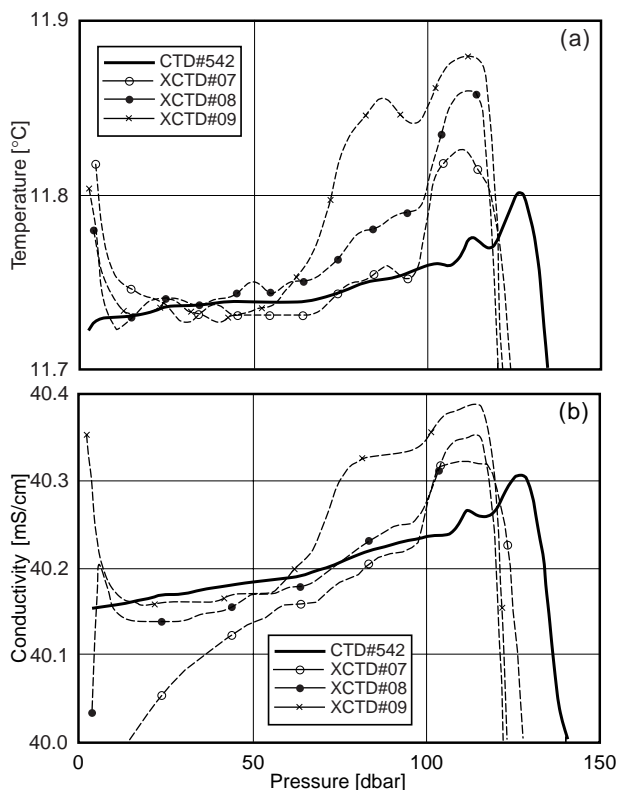 11.9
(a)
CTD#542
XCTD#07
XCTD#08
XCTD#09
Temperature [°C]
11.8
11.7
40.4
(b)
40.3
Conductivity [mS/cm]
40.2
40.1
CTD#542
XCTD#07
XCTD#08
XCTD#09
40.0
0 50 100 150
Pressure [dbar]